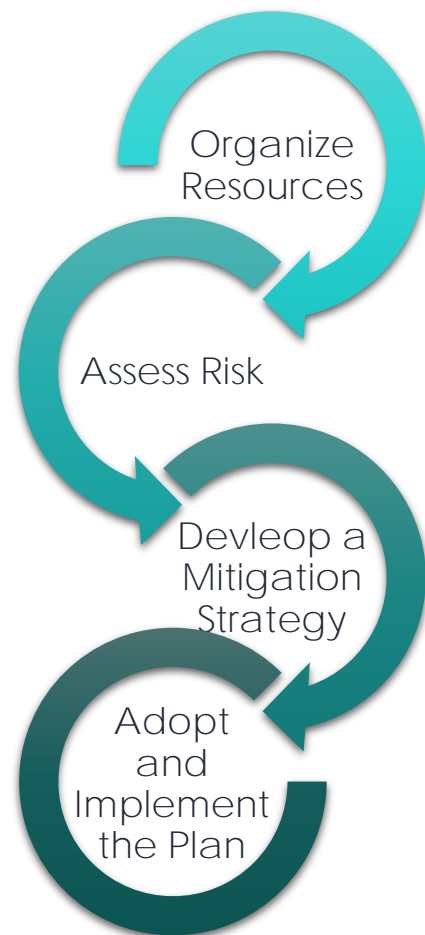 Organize
Resources
Assess Risk
Devleop a
Mitigation
Strategy
Adopt
and
Implement
the Plan